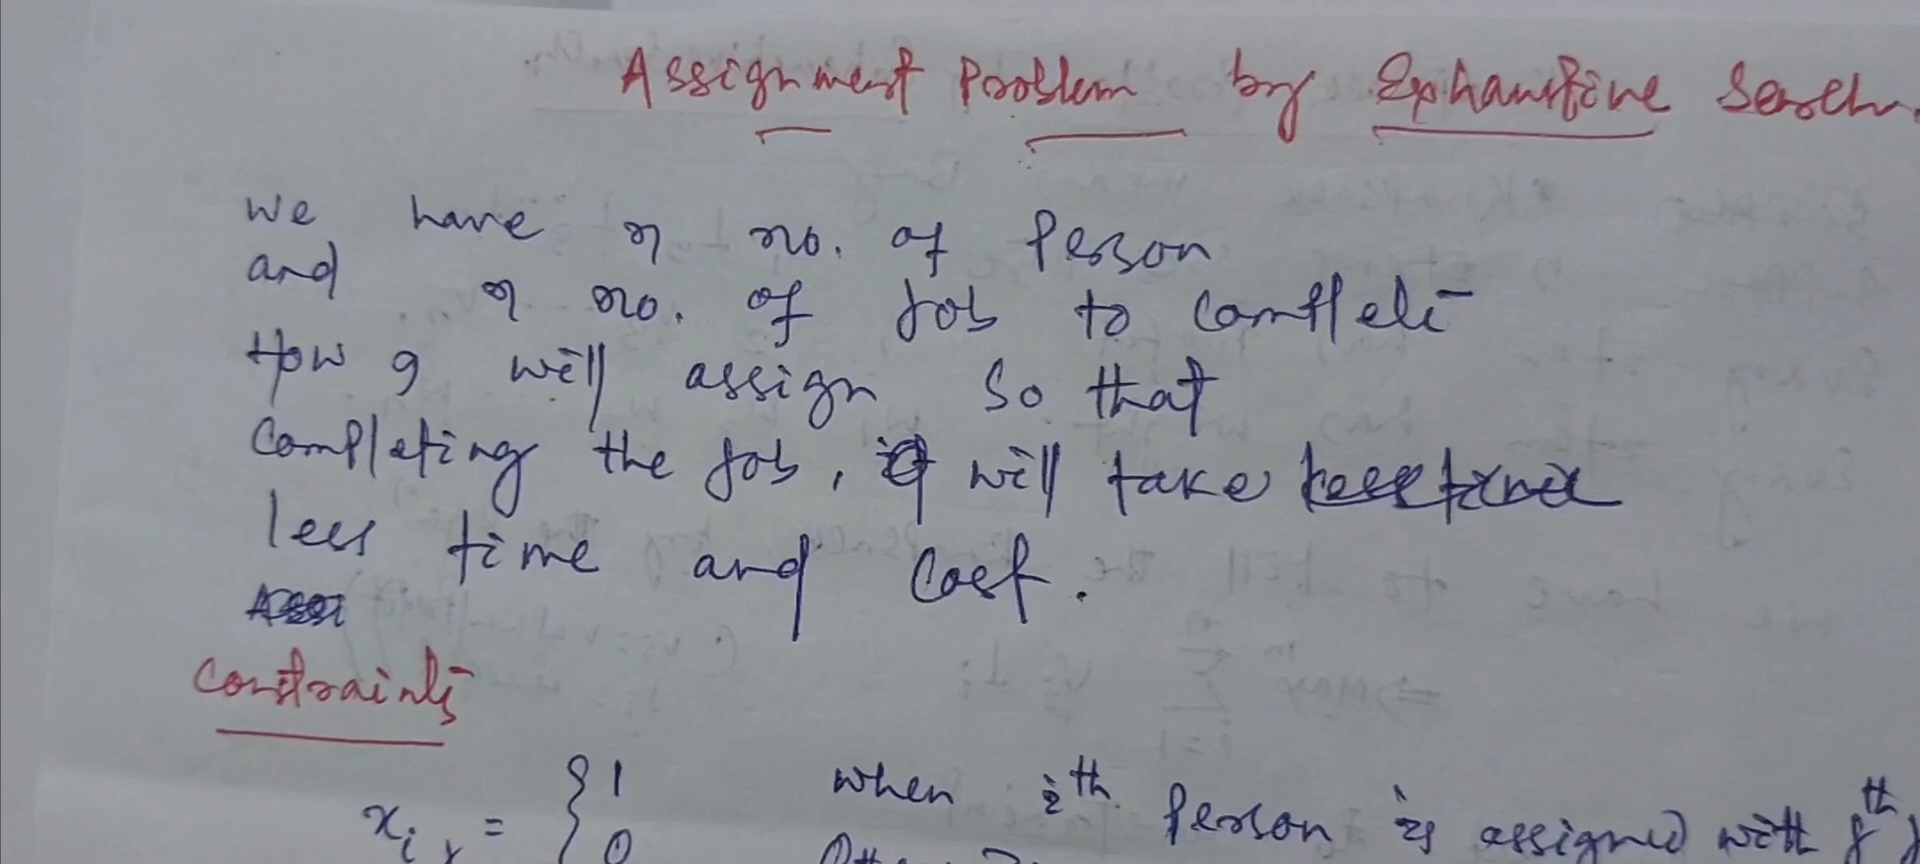 Assignment Problem by Exhaustive Search.
we have n no. of Person
and n no. of Job to complete
How I will assign so that
Completing the Job, it will take
less time and cost.
Constraints
xij = { 1 when ith Person is assigned with jth
0